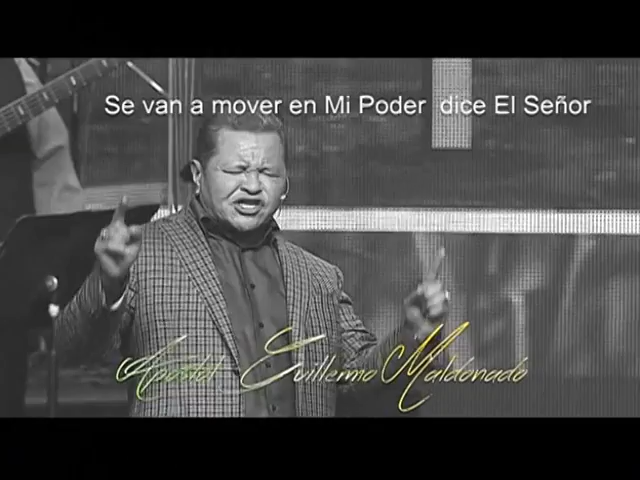 Se van a mover en Mi Poder dice El Señor
Apostol Guillermo Maldonado